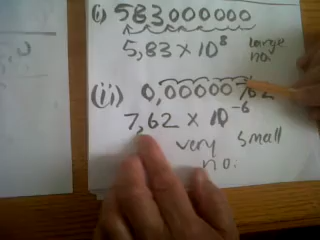 (i) 583000000
5,83 × 10⁸ large
no.
(ii) 0,00000762
7,62 × 10⁻⁶
very small
no.